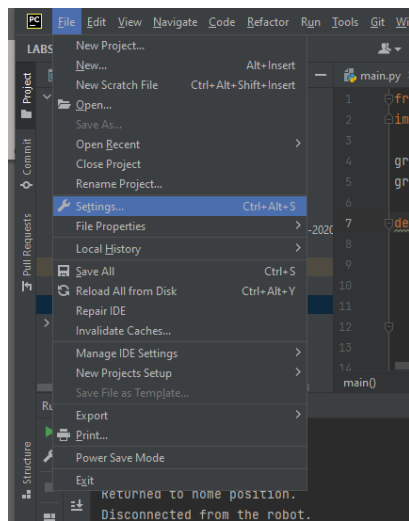 PC File Edit View Navigate Code Refactor Run Tools Git Wi
LABS
main.py
Project
Commit
Pull Requests
Structure
New Project...
New... Alt+Insert
New Scratch File Ctrl+Alt+Shift+Insert
Open...
Save As...
Open Recent
Close Project
Rename Project...
Settings... Ctrl+Alt+S
File Properties
Local History
Save All Ctrl+S
Reload All from Disk Ctrl+Alt+Y
Repair IDE
Invalidate Caches...
Manage IDE Settings
New Projects Setup
Save File as Template...
Export
Print...
Power Save Mode
Exit
-2020
1 fr
2 im
3
4 gr
5 gr
6
7 de
8
9
10
11
12
13
14
main()
Ru
Returned to home position.
Disconnected from the robot.